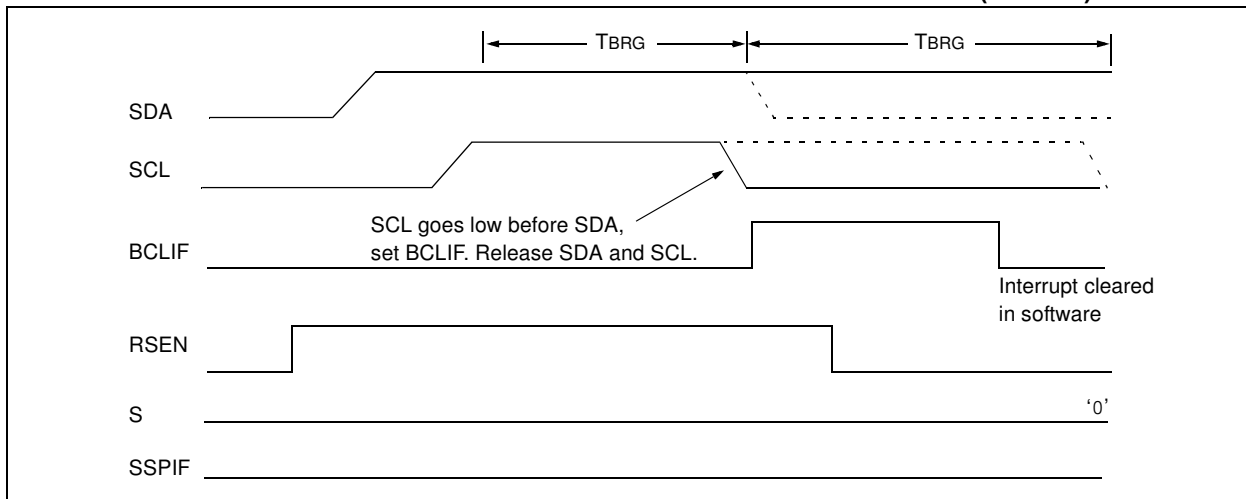 TBRG
TBRG
SDA
SCL
SCL goes low before SDA,
set BCLIF. Release SDA and SCL.
BCLIF
Interrupt cleared
in software
RSEN
S
‘0’
SSPIF